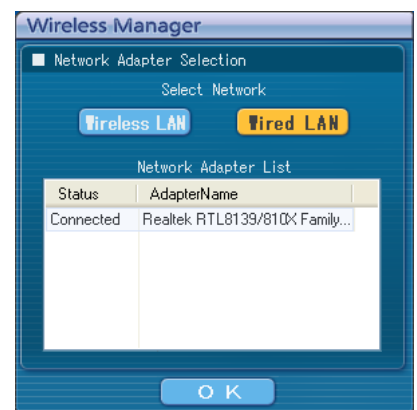 Wireless Manager
Network Adapter Selection
Select Network
Wireless LAN Wired LAN
Network Adapter List
Status AdapterName
Connected Realtek RTL8139/810X Family...
OK